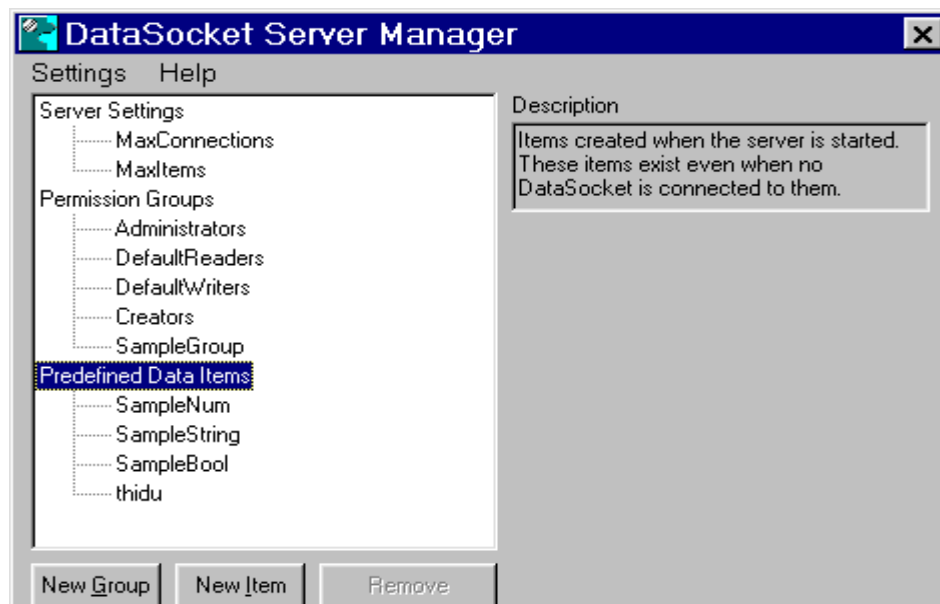 DataSocket Server Manager
Settings Help
Server Settings
MaxConnections
MaxItems
Permission Groups
Administrators
DefaultReaders
DefaultWriters
Creators
SampleGroup
Predefined Data Items
SampleNum
SampleString
SampleBool
thidu
Description
Items created when the server is started.
These items exist even when no
DataSocket is connected to them.
New Group New Item Remove